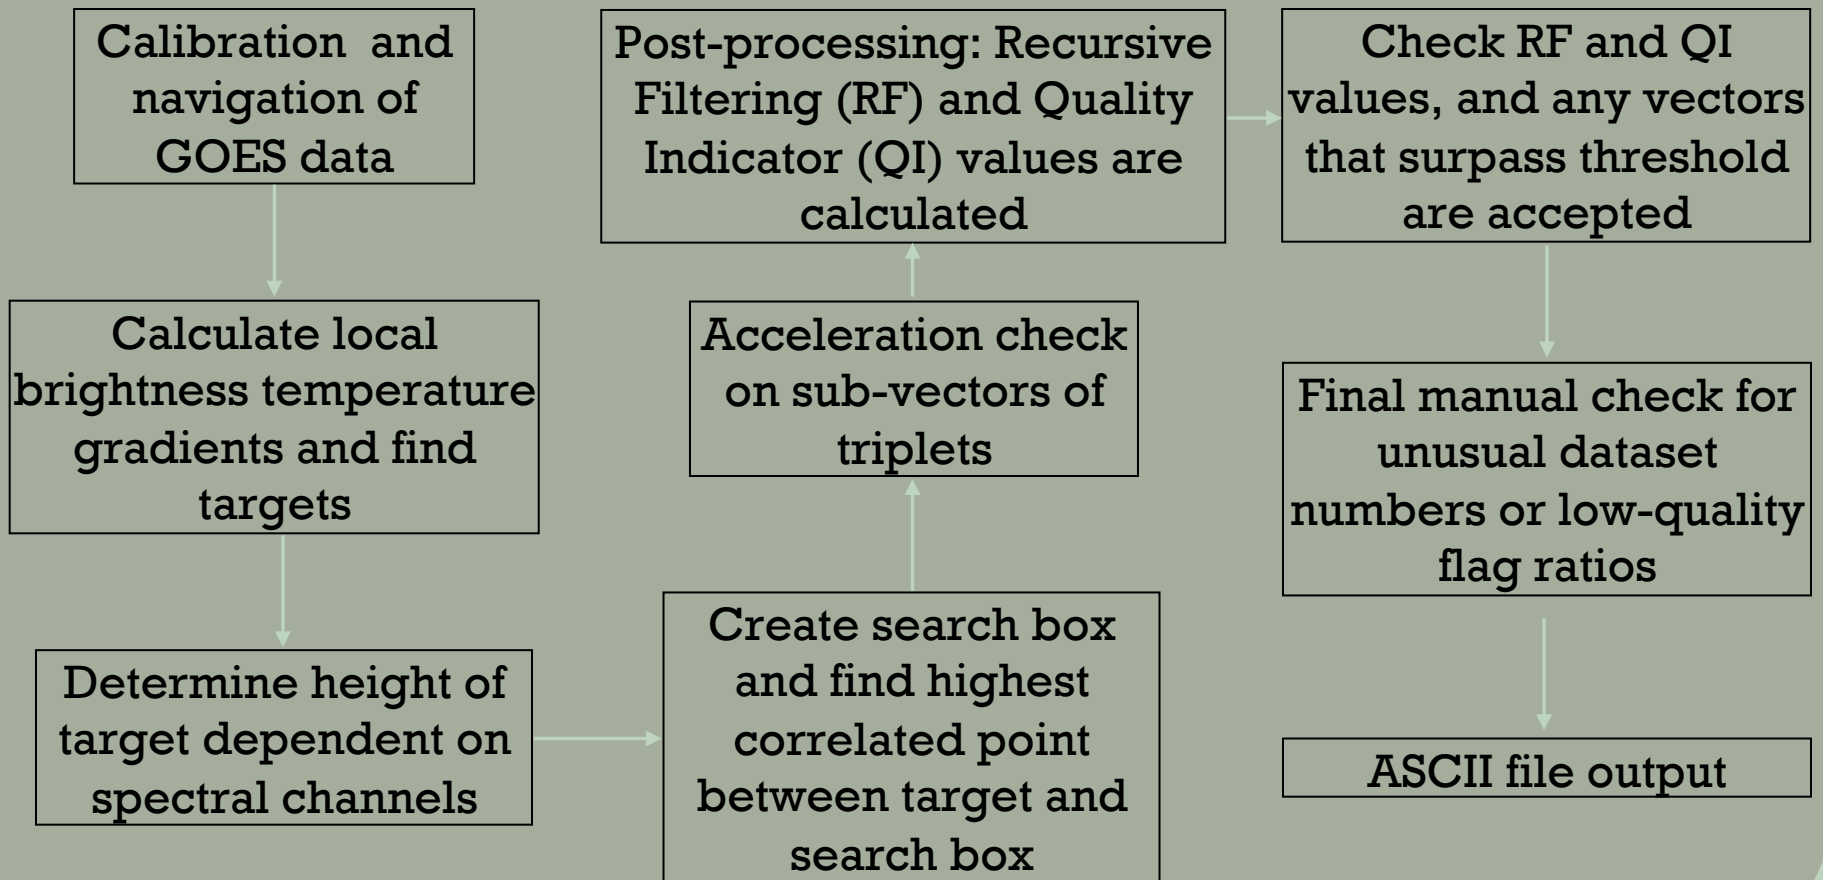 Calibration and
navigation of
GOES data
Calculate local
brightness temperature
gradients and find
targets
Determine height of
target dependent on
spectral channels
Create search box
and find highest
correlated point
between target and
search box
Acceleration check
on sub-vectors of
triplets
Post-processing: Recursive
Filtering (RF) and Quality
Indicator (QI) values are
calculated
Check RF and QI
values, and any vectors
that surpass threshold
are accepted
Final manual check for
unusual dataset
numbers or low-quality
flag ratios
ASCII file output